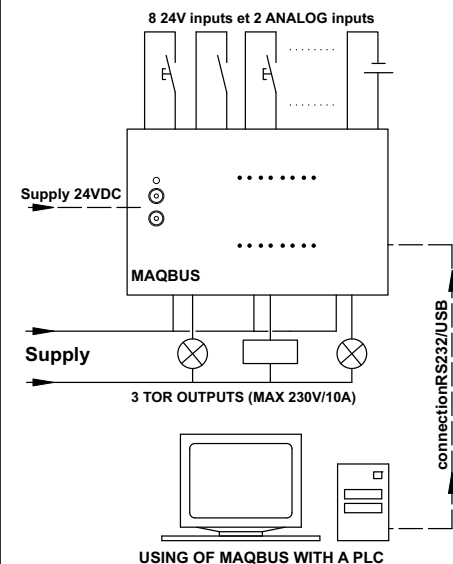 8 24V inputs et 2 ANALOG inputs
Supply 24VDC
MAQBUS
Supply
3 TOR OUTPUTS (MAX 230V/10A)
connectionRS232/USB
USING OF MAQBUS WITH A PLC